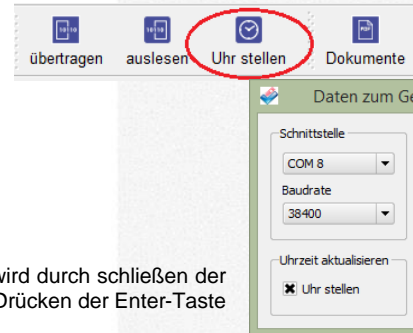 übertragen auslesen Uhr stellen Dokumente
Daten zum Ge
Schnittstelle
COM 8
Baudrate
38400
Uhrzeit aktualisieren
Uhr stellen
wird durch schließen der
Drücken der Enter-Taste